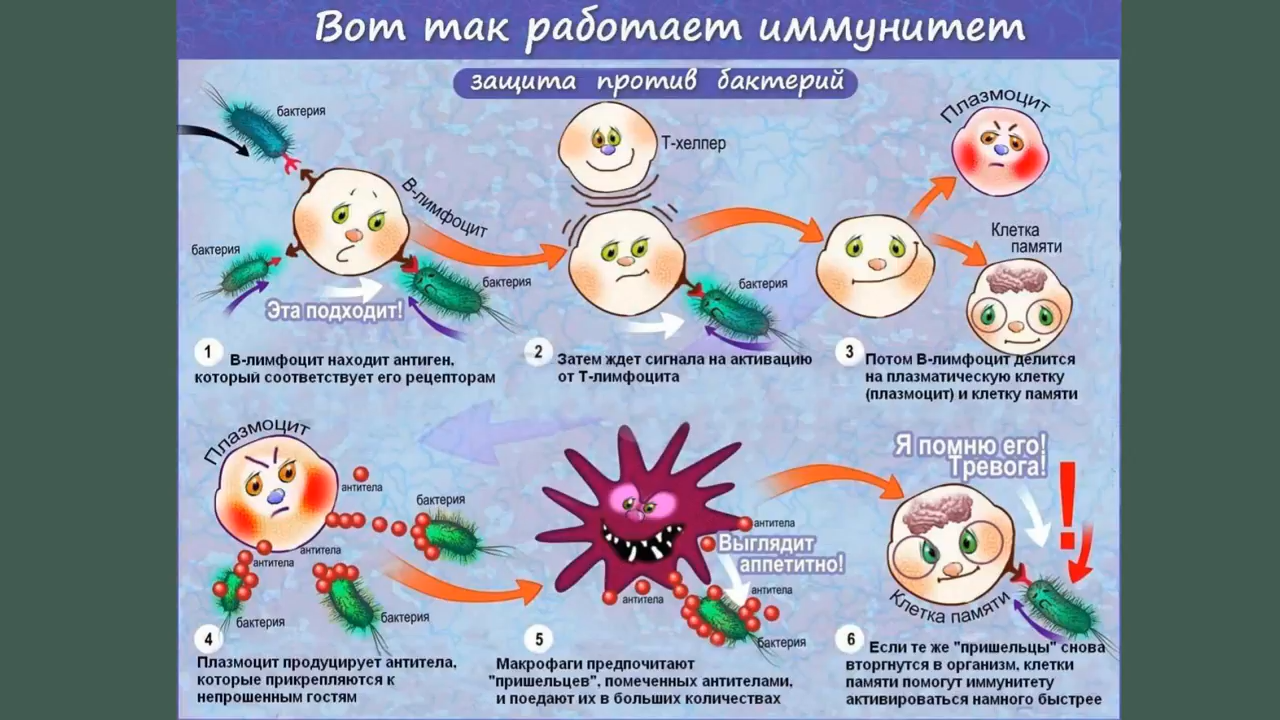 Вот так работает иммунитет
защита против бактерий
бактерия
В-лимфоцит
бактерия
бактерия
Эта подходит!
1
В-лимфоцит находит антиген,
который соответствует его рецепторам
Т-хелпер
бактерия
2
Затем ждет сигнала на активацию
от Т-лимфоцита
Плазмоцит
Клетка
памяти
3
Потом В-лимфоцит делится
на плазматическую клетку
(плазмоцит) и клетку памяти
Плазмоцит
антитела
бактерия
антитела
антитела
бактерия
бактерия
4
Плазмоцит продуцирует антитела,
которые прикрепляются к
непрошенным гостям
антитела
Выглядит
аппетитно!
антитела
антитела
бактерия
5
Макрофаги предпочитают
"пришельцев", помеченных антителами,
и поедают их в больших количествах
Я помню его!
Тревога!
!
Клетка памяти
6
Если те же "пришельцы" снова
вторгнутся в организм, клетки
памяти помогут иммунитету
активироваться намного быстрее